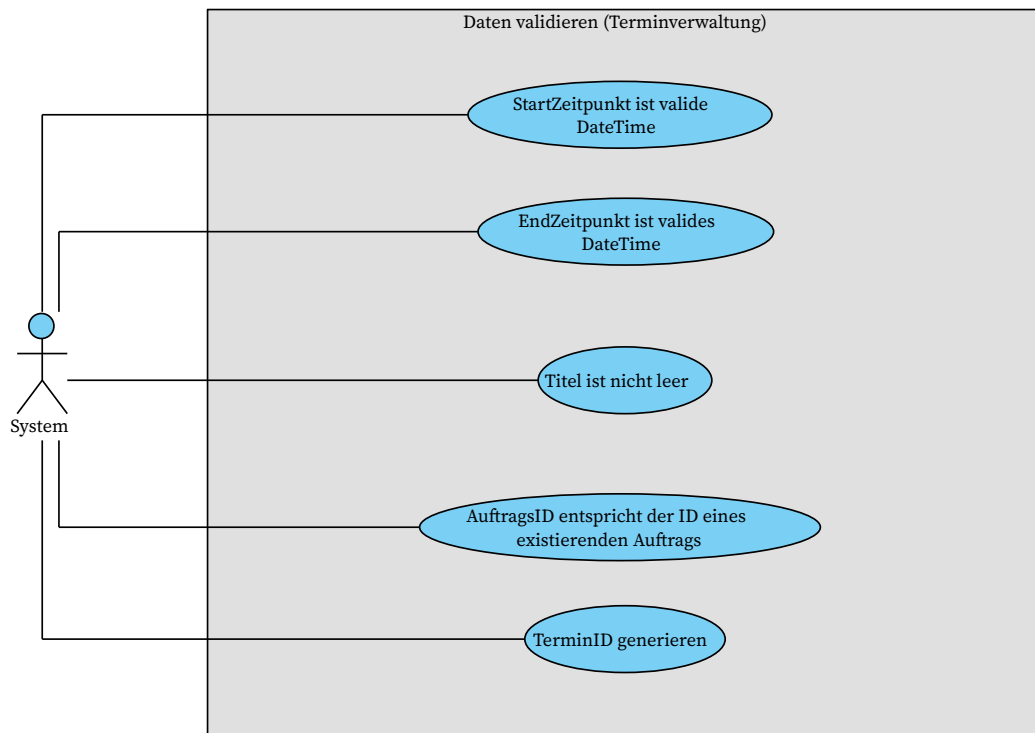 Daten validieren (Terminverwaltung)
StartZeitpunkt ist valide
DateTime
EndZeitpunkt ist valides
DateTime
Titel ist nicht leer
System
AuftragsID entspricht der ID eines
existierenden Auftrags
TerminID generieren